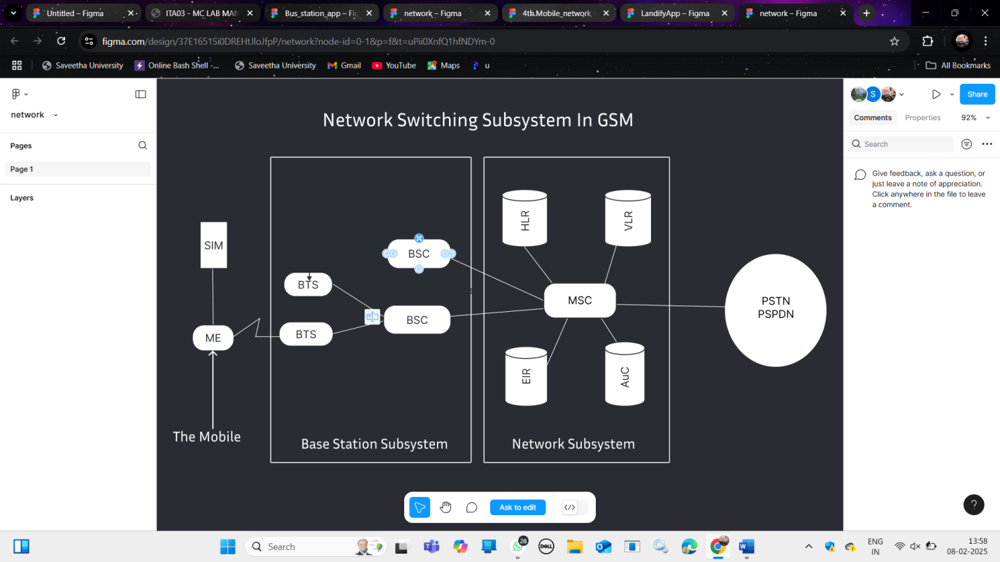 Untitled – Figma
ITA03 - MC LAB MAN
Bus_station_app – Fig
network – Figma
4th.Mobile_network
LandifyApp – Figma
network – Figma
figma.com/design/37E1651Si0DREHtJloJfpP/network?node-id=0-1&p=f&t=uPii0XnfQ1hfNDYm-0
Saveetha University
Online Bash Shell -...
Saveetha University
Gmail
YouTube
Maps
u
All Bookmarks
network
Pages
Page 1
Layers
Network Switching Subsystem In GSM
SIM
ME
The Mobile
BTS
BTS
BSC
BSC
T
Base Station Subsystem
HLR
VLR
MSC
EIR
AuC
Network Subsystem
PSTN
PSPDN
Ask to edit
S
Share
Comments
Properties
92%
Search
Give feedback, ask a question, or
just leave a note of appreciation.
Click anywhere in the file to leave
a comment.
?
Search
26
DELL
ENG
IN
13:58
08-02-2025